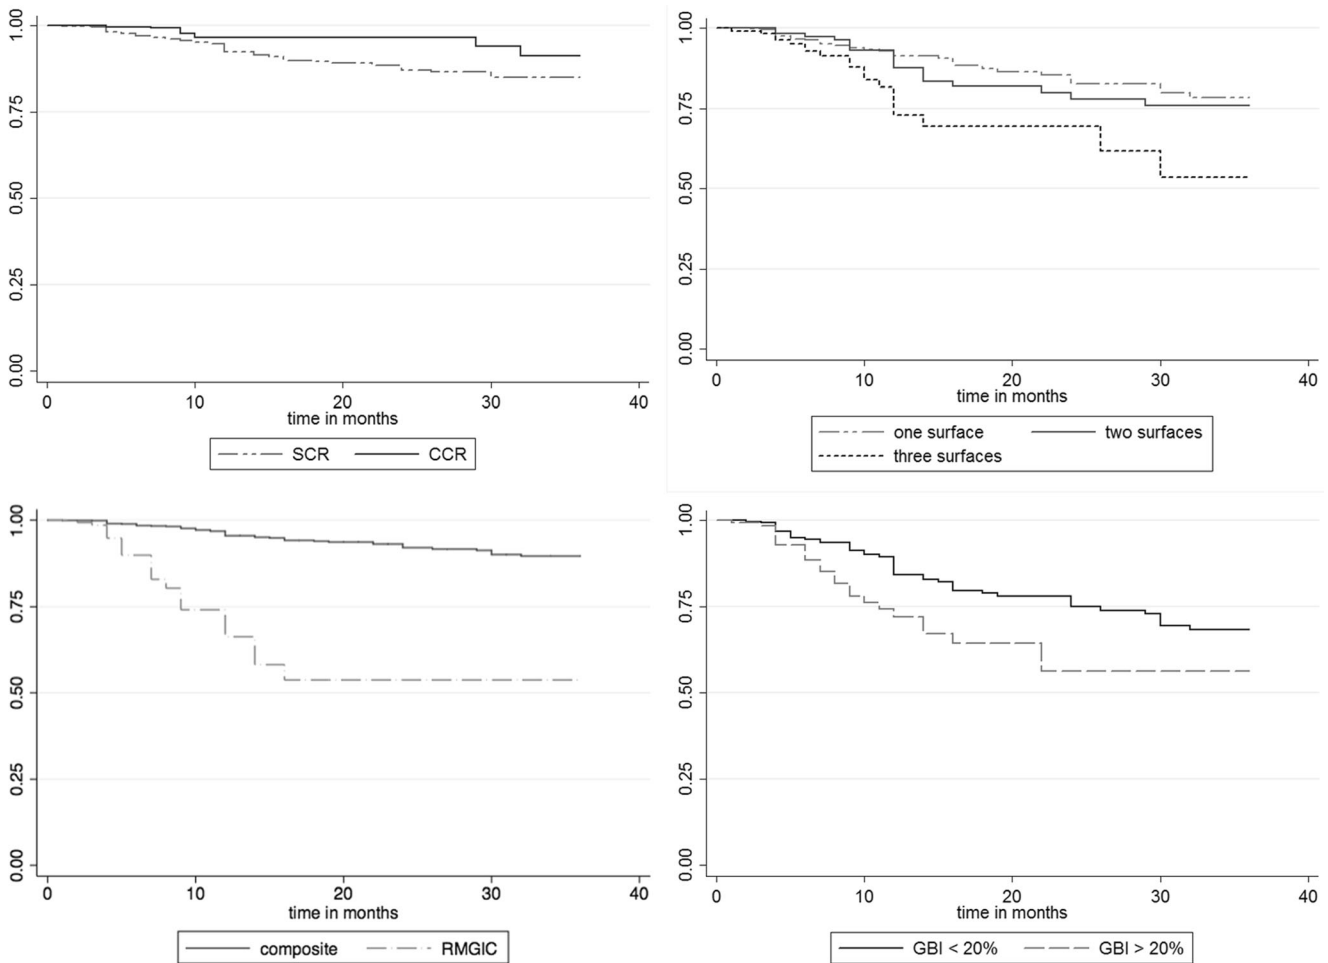 1.00
0.75
0.50
0.25
0.00
0 10 20 30 40
time in months
SCR CCR
1.00
0.75
0.50
0.25
0.00
0 10 20 30 40
time in months
one surface two surfaces
three surfaces
1.00
0.75
0.50
0.25
0.00
0 10 20 30 40
time in months
composite RMGIC
1.00
0.75
0.50
0.25
0.00
0 10 20 30 40
time in months
GBI < 20% GBI > 20%